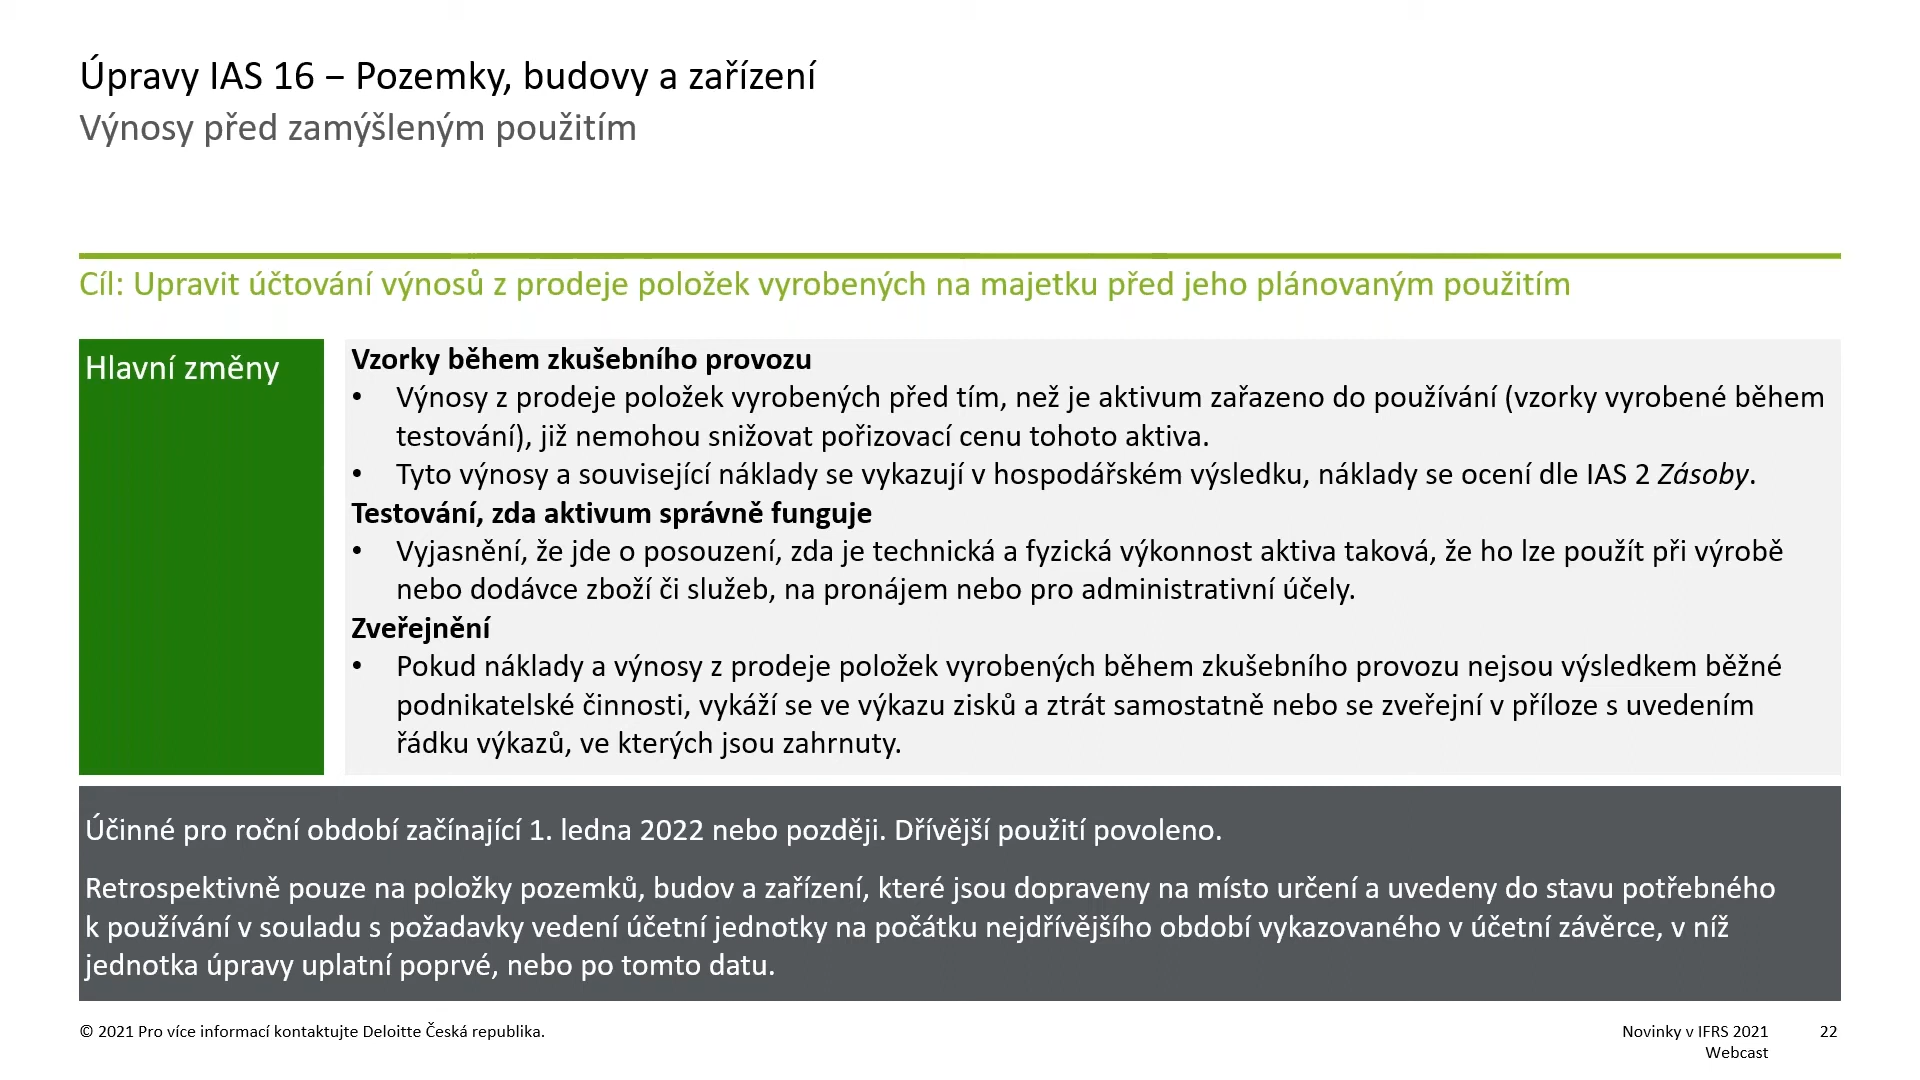 Úpravy IAS 16 – Pozemky, budovy a zařízení
Výnosy před zamýšleným použitím
Cíl: Upravit účtování výnosů z prodeje položek vyrobených na majetku před jeho plánovaným použitím
Hlavní změny
Vzorky během zkušebního provozu
• Výnosy z prodeje položek vyrobených před tím, než je aktivum zařazeno do používání (vzorky vyrobené během
testování), již nemohou snižovat pořizovací cenu tohoto aktiva.
• Tyto výnosy a související náklady se vykazují v hospodářském výsledku, náklady se ocení dle IAS 2 Zásoby.
Testování, zda aktivum správně funguje
• Vyjasnění, že jde o posouzení, zda je technická a fyzická výkonnost aktiva taková, že ho lze použít při výrobě
nebo dodávce zboží či služeb, na pronájem nebo pro administrativní účely.
Zveřejnění
• Pokud náklady a výnosy z prodeje položek vyrobených během zkušebního provozu nejsou výsledkem běžné
podnikatelské činnosti, vykáží se ve výkazu zisků a ztrát samostatně nebo se zveřejní v příloze s uvedením
řádku výkazů, ve kterých jsou zahrnuty.
Účinné pro roční období začínající 1. ledna 2022 nebo později. Dřívější použití povoleno.
Retrospektivně pouze na položky pozemků, budov a zařízení, které jsou dopraveny na místo určení a uvedeny do stavu potřebného
k používání v souladu s požadavky vedení účetní jednotky na počátku nejdřívějšího období vykazovaného v účetní závěrce, v níž
jednotka úpravy uplatní poprvé, nebo po tomto datu.
© 2021 Pro více informací kontaktujte Deloitte Česká republika.
Novinky v IFRS 2021 22
Webcast